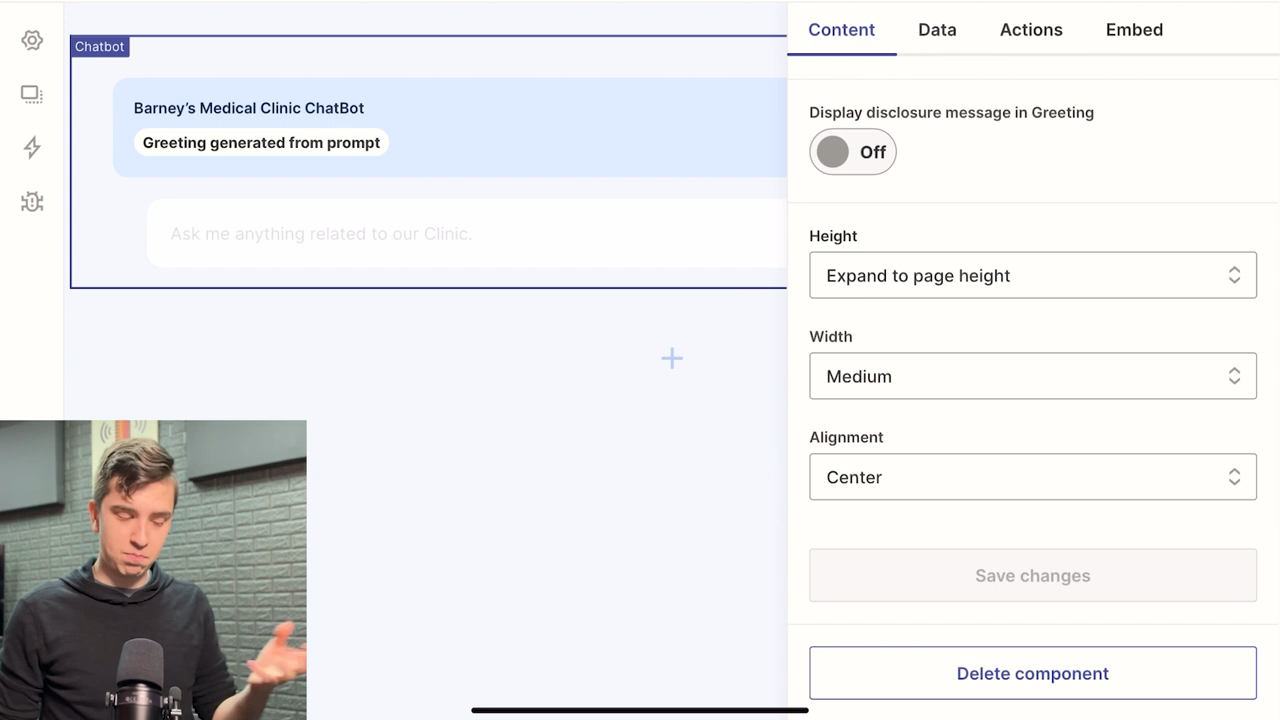 Chatbot
Barney’s Medical Clinic ChatBot
Greeting generated from prompt
Ask me anything related to our Clinic.
Content
Data
Actions
Embed
Display disclosure message in Greeting
Off
Height
Expand to page height
Width
Medium
Alignment
Center
Save changes
Delete component